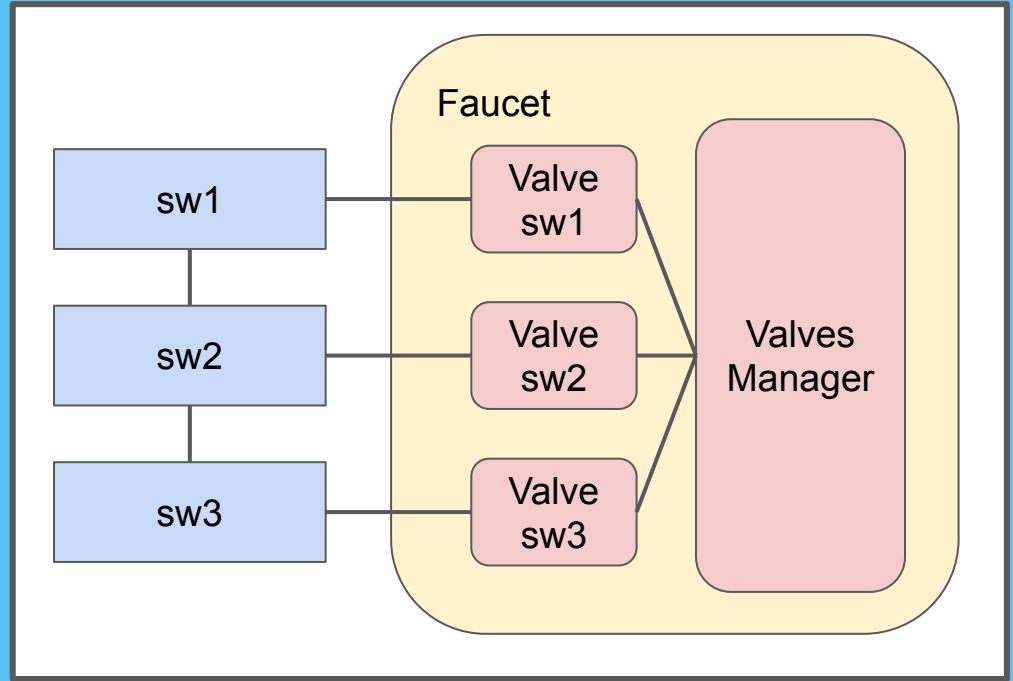 Faucet
sw1
Valve
sw1
sw2
Valve
sw2
Valves
Manager
sw3
Valve
sw3